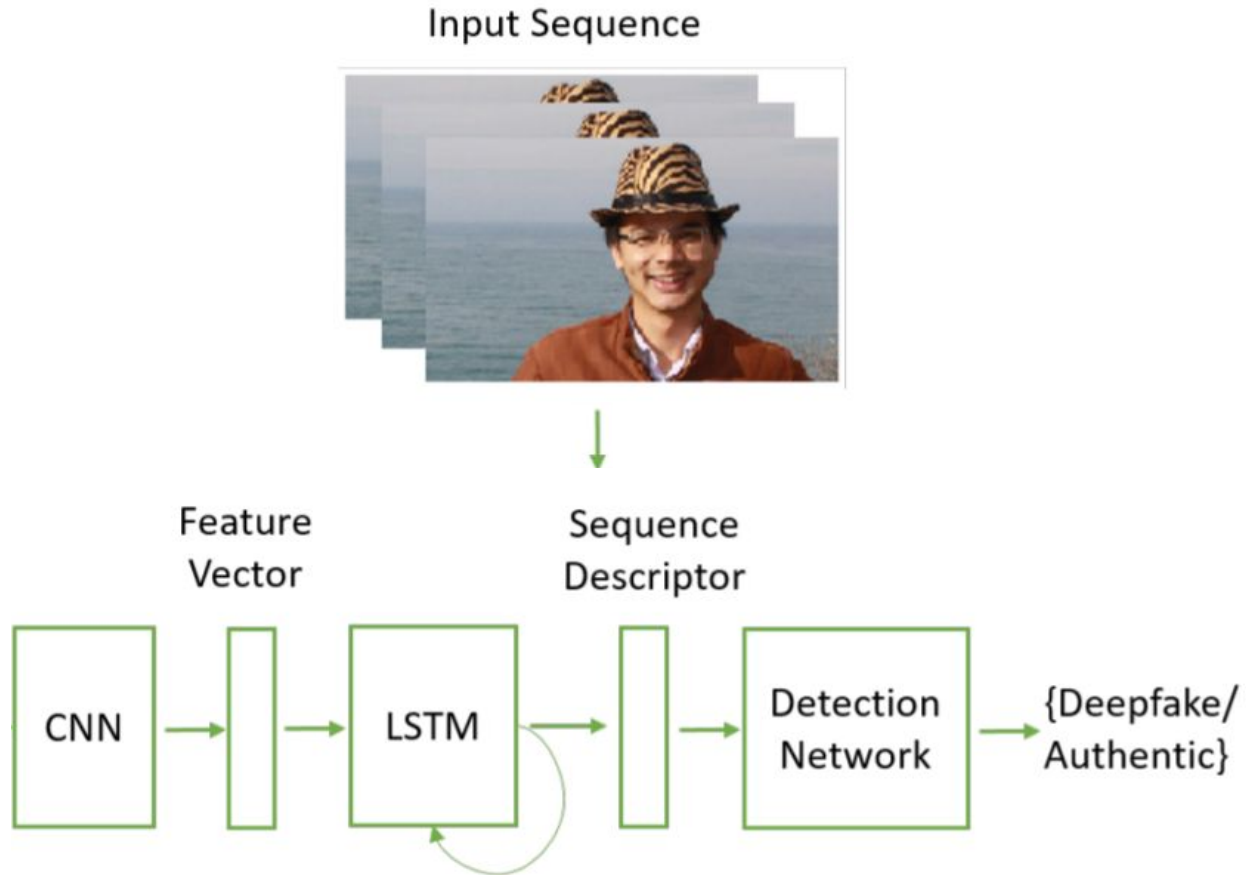 Input Sequence
Feature
Vector
Sequence
Descriptor
CNN
LSTM
Detection
Network
{Deepfake/
Authentic}